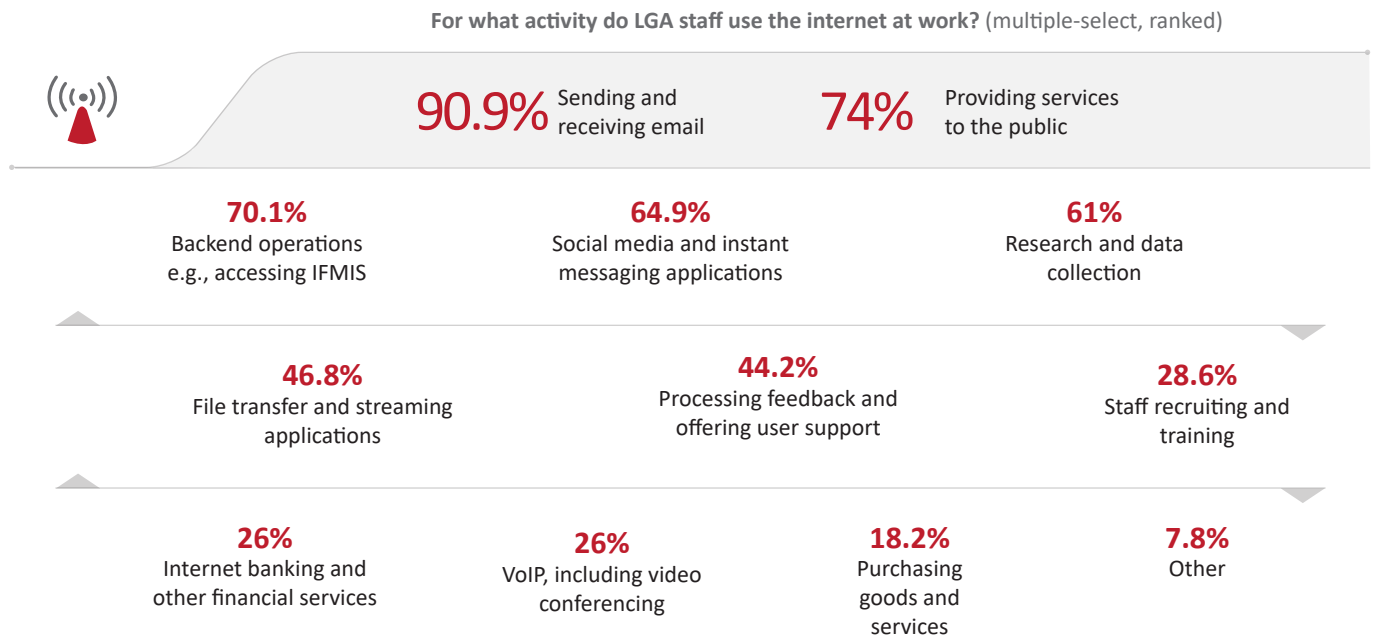 For what activity do LGA staff use the internet at work? (multiple-select, ranked)
90.9%
Sending and
receiving email
74%
Providing services
to the public
70.1%
Backend operations
e.g., accessing IFMIS
64.9%
Social media and instant
messaging applications
61%
Research and data
collection
46.8%
File transfer and streaming
applications
44.2%
Processing feedback and
offering user support
28.6%
Staff recruiting and
training
26%
Internet banking and
other financial services
26%
VoIP, including video
conferencing
18.2%
Purchasing
goods and
services
7.8%
Other